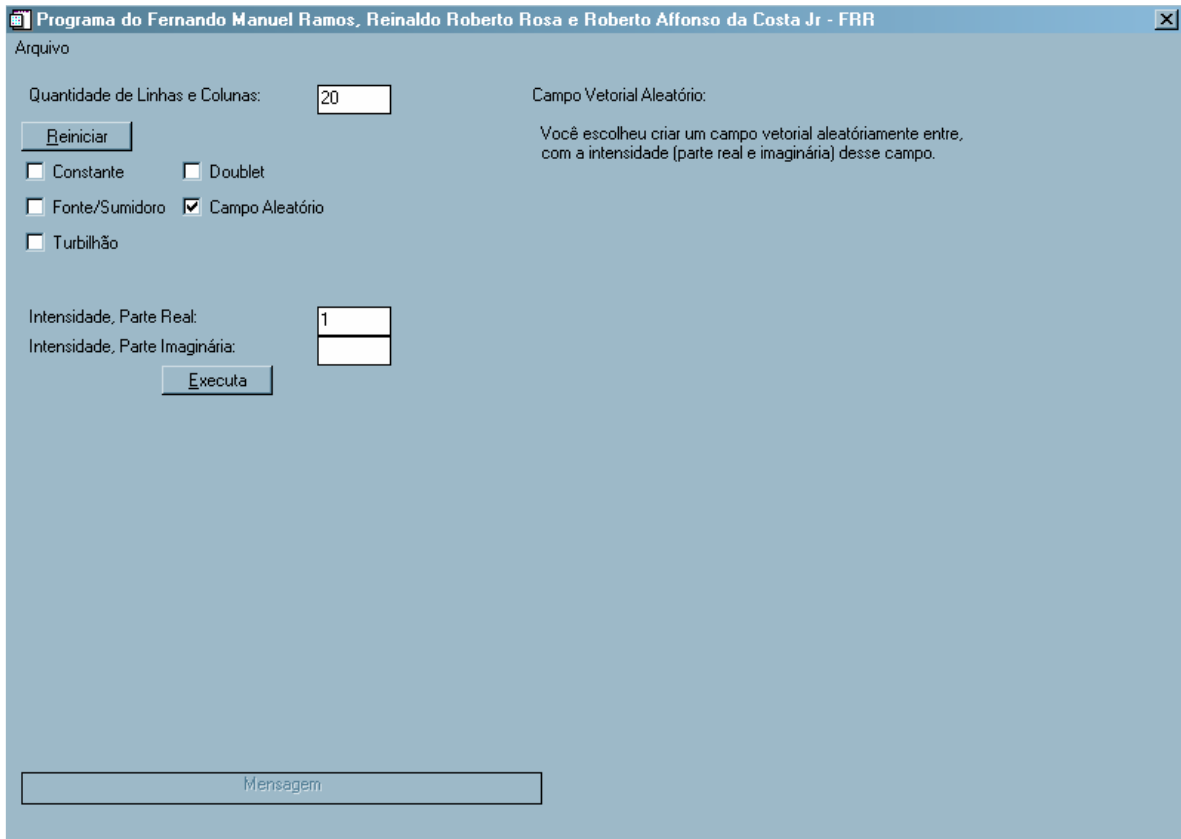 Programa do Fernando Manuel Ramos, Reinaldo Roberto Rosa e Roberto Affonso da Costa Jr - FRR
Arquivo
Quantidade de Linhas e Colunas: 20
Reiniciar
Constante Doublet
Fonte/Sumidoro Campo Aleatório
Turbilhão
Intensidade, Parte Real: 1
Intensidade, Parte Imaginária:
Executa
Campo Vetorial Aleatório:
Você escolheu criar um campo vetorial aleatóriamente entre,
com a intensidade (parte real e imaginária) desse campo.
Mensagem